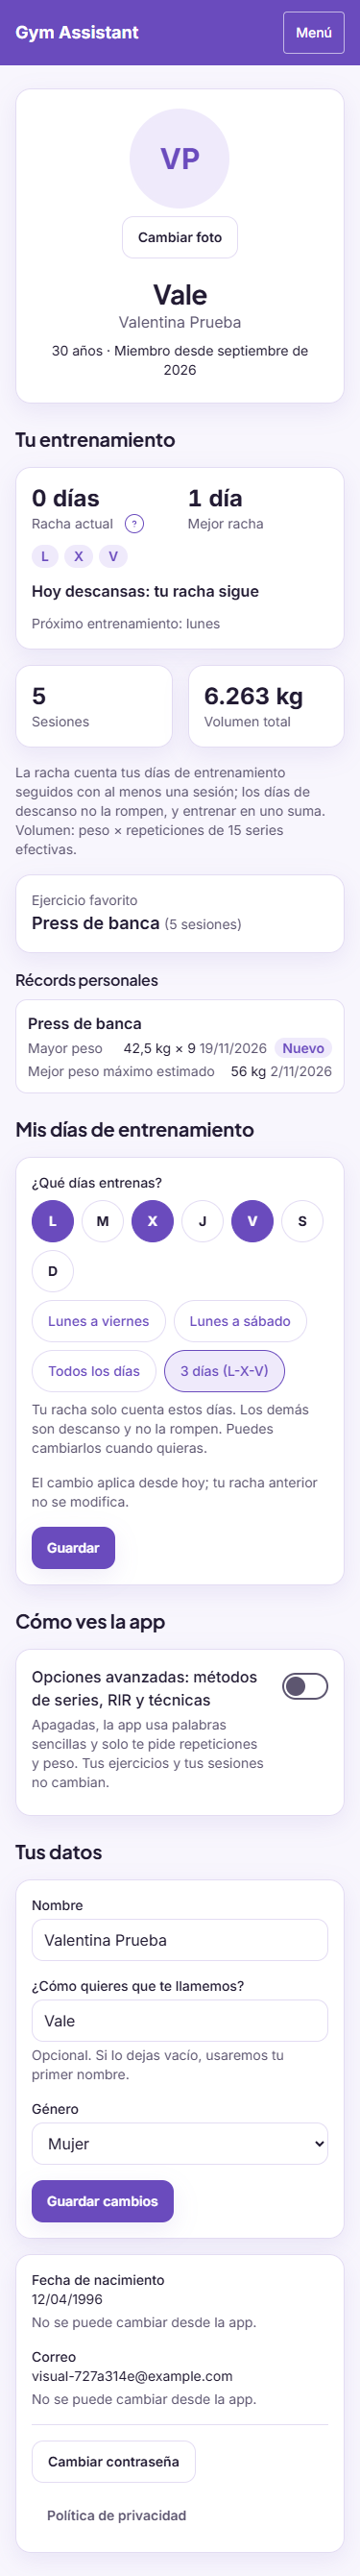 Gym Assistant
Menú
VP
Cambiar foto
Vale
Valentina Prueba
30 años · Miembro desde septiembre de
2026
Tu entrenamiento
0 días
Racha actual ?
1 día
Mejor racha
L X V
Hoy descansas: tu racha sigue
Próximo entrenamiento: lunes
5
Sesiones
6.263 kg
Volumen total
La racha cuenta tus días de entrenamiento
seguidos con al menos una sesión; los días de
descanso no la rompen, y entrenar en uno suma.
Volumen: peso × repeticiones de 15 series
efectivas.
Ejercicio favorito
Press de banca (5 sesiones)
Récords personales
Press de banca
Mayor peso 42,5 kg × 9 19/11/2026 Nuevo
Mejor peso máximo estimado 56 kg 2/11/2026
Mis días de entrenamiento
¿Qué días entrenas?
L M X J V S
D
Lunes a viernes Lunes a sábado
Todos los días 3 días (L-X-V)
Tu racha solo cuenta estos días. Los demás
son descanso y no la rompen. Puedes
cambiarlos cuando quieras.
El cambio aplica desde hoy; tu racha anterior
no se modifica.
Guardar
Cómo ves la app
Opciones avanzadas: métodos
de series, RIR y técnicas
Apagadas, la app usa palabras
sencillas y solo te pide repeticiones
y peso. Tus ejercicios y tus sesiones
no cambian.
Tus datos
Nombre
Valentina Prueba
¿Cómo quieres que te llamemos?
Vale
Opcional. Si lo dejas vacío, usaremos tu
primer nombre.
Género
Mujer
Guardar cambios
Fecha de nacimiento
12/04/1996
No se puede cambiar desde la app.
Correo
visual-727a314e@example.com
No se puede cambiar desde la app.
Cambiar contraseña
Política de privacidad